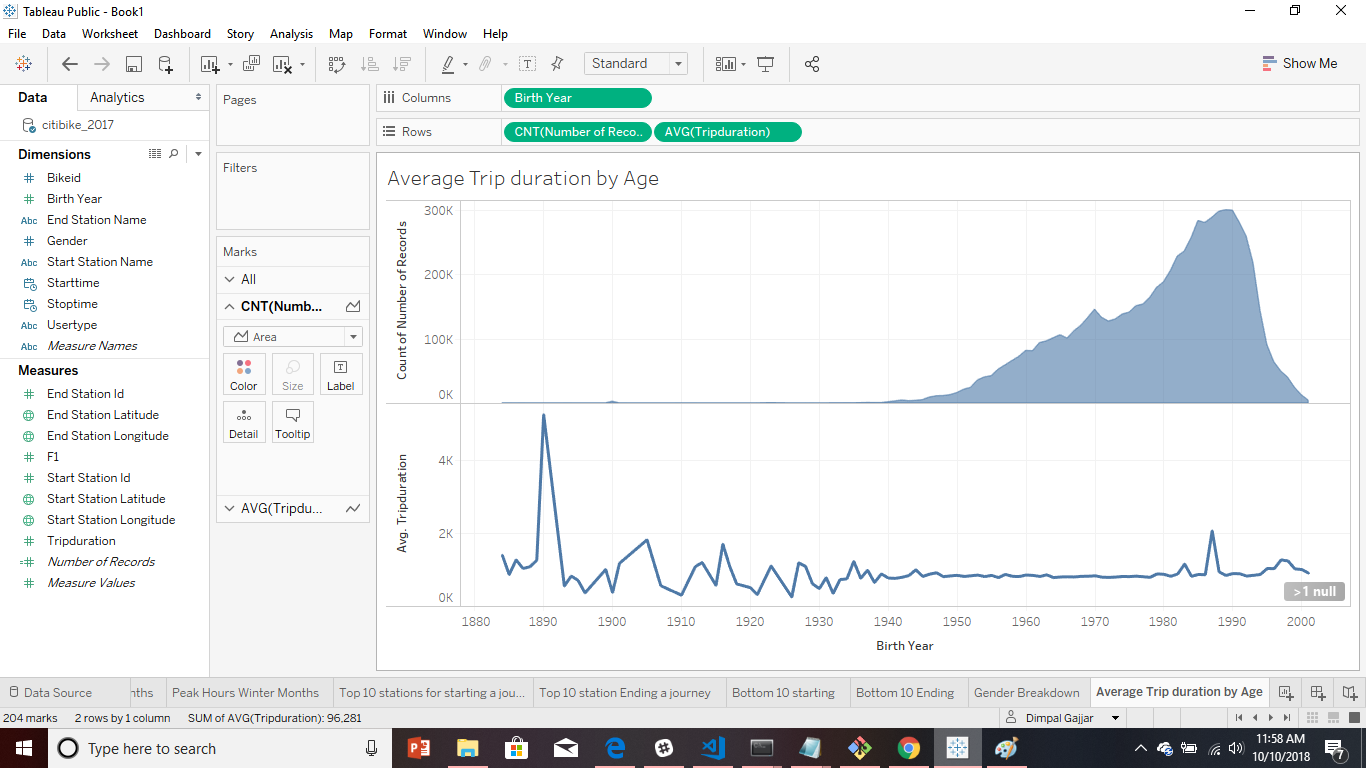 Tableau Public - Book1
File Data Worksheet Dashboard Story Analysis Map Format Window Help
Standard
Show Me
Data Analytics
citibike_2017
Dimensions
Bikeid
Birth Year
Abc End Station Name
Gender
Abc Start Station Name
Starttime
Stoptime
Abc Usertype
Abc Measure Names
Measures
End Station Id
End Station Latitude
End Station Longitude
F1
Start Station Id
Start Station Latitude
Start Station Longitude
Tripduration
Number of Records
Measure Values
Pages
Filters
Marks
All
CNT(Numb...
Area
Color Size Label
Detail Tooltip
AVG(Tripdu...
Columns Birth Year
Rows CNT(Number of Reco.. AVG(Tripduration)
Average Trip duration by Age
Count of Number of Records
300K
200K
100K
0K
Avg. Tripduration
4K
2K
0K
>1 null
1880 1890 1900 1910 1920 1930 1940 1950 1960 1970 1980 1990 2000
Birth Year
Data Source nths Peak Hours Winter Months Top 10 stations for starting a jou... Top 10 station Ending a journey Bottom 10 starting Bottom 10 Ending Gender Breakdown Average Trip duration by Age
204 marks 2 rows by 1 column SUM of AVG(Tripduration): 96,281 Dimpal Gajjar
Type here to search
11:58 AM
10/10/2018
7